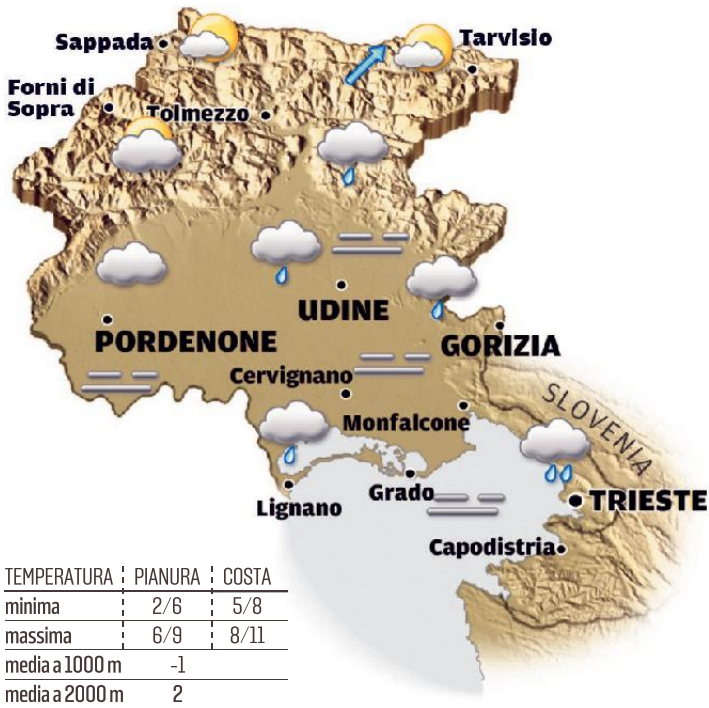 Sappada
Tarvisio
Forni di
Sopra
Tolmezzo
UDINE
PORDENONE
GORIZIA
Cervignano
SLOVENIA
Monfalcone
Grado
TRIESTE
Lignano
Capodistria
TEMPERATURA PIANURA COSTA
minima 2/6 5/8
massima 6/9 8/11
media a 1000 m -1
media a 2000 m 2